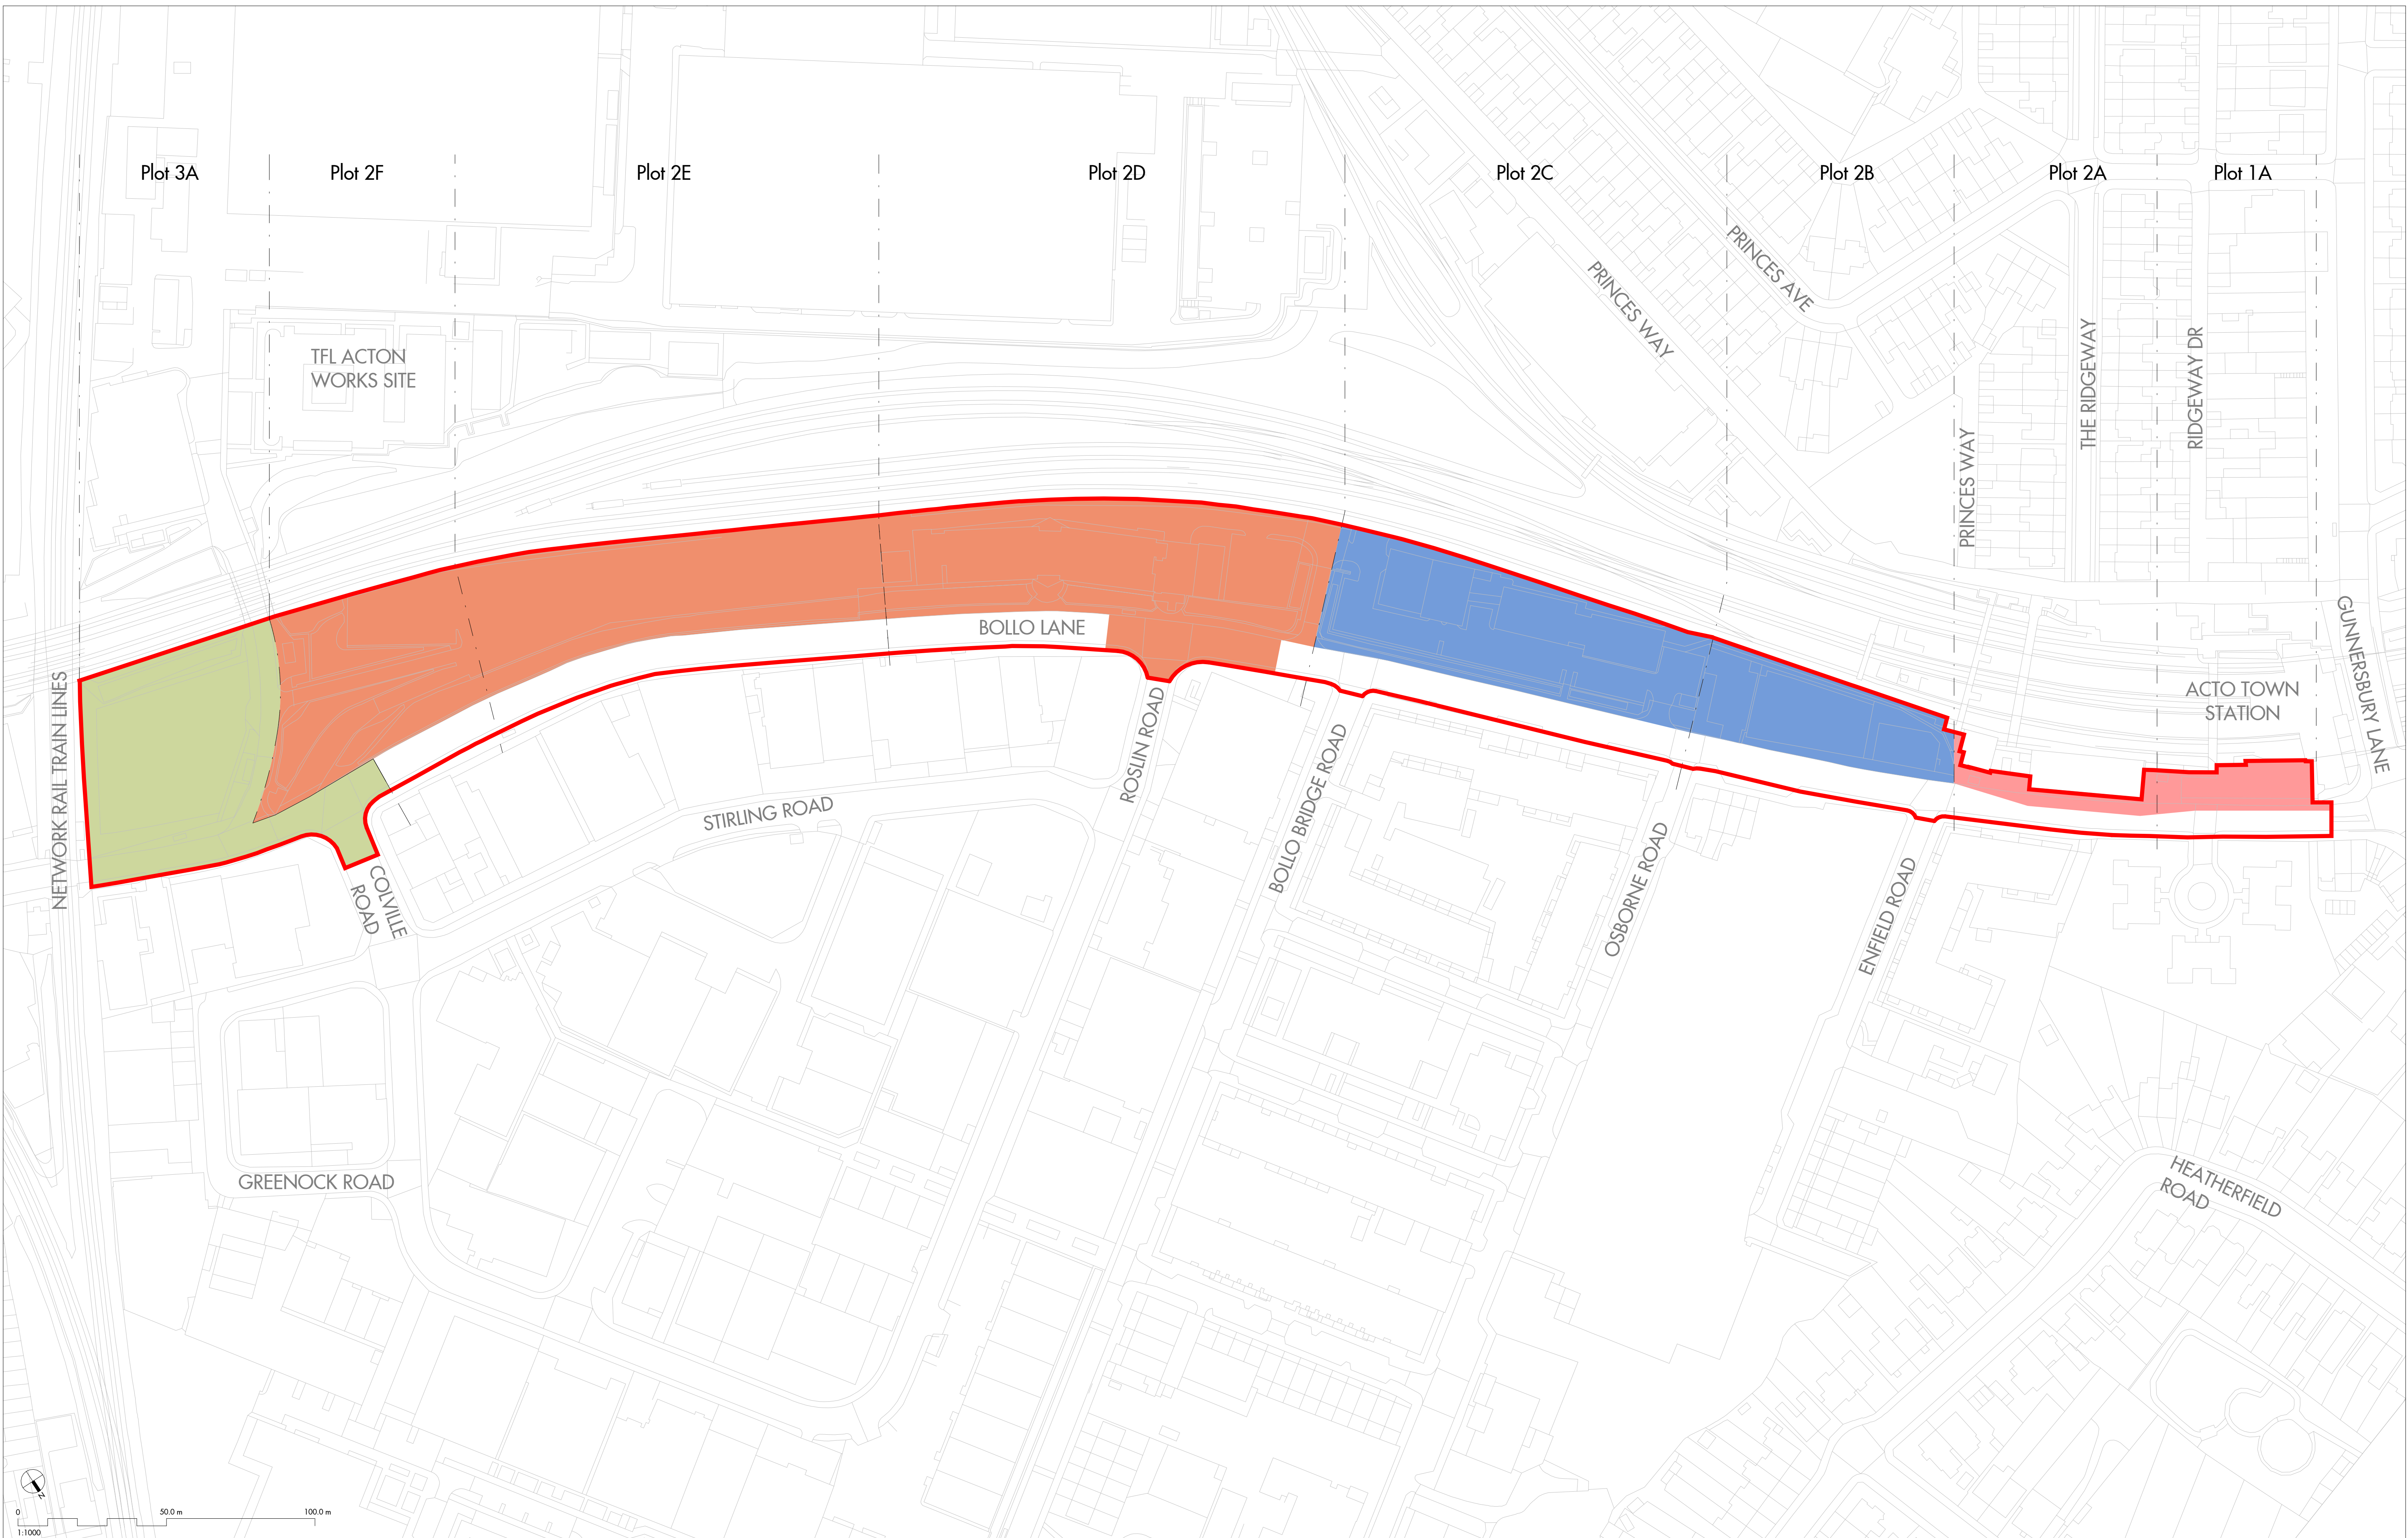 Plot 3A
Plot 2F
Plot 2E
Plot 2D
Plot 2C
Plot 2B
Plot 2A
Plot 1A
PRINCES AVE
PRINCES WAY
THE RIDGEWAY
RIDGEWAY DR
TFL ACTON
WORKS SITE
PRINCES WAY
GUNNERSBURY LANE
BOLLO LANE
ACTO TOWN
STATION
NETWORK RAIL TRAIN LINES
ROSLIN ROAD
BOLLO BRIDGE ROAD
STIRLING ROAD
OSBORNE ROAD
ENFIELD ROAD
COLVILLE
ROAD
GREENOCK ROAD
HEATHERFIELD
ROAD
N
0
50.0 m
100.0 m
1:1000